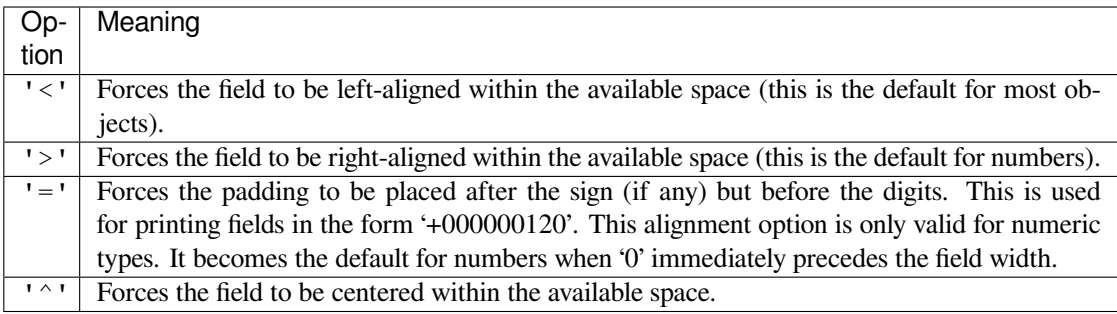 Op-
tion
Meaning
'<' Forces the field to be left-aligned within the available space (this is the default for most ob-
jects).
'>' Forces the field to be right-aligned within the available space (this is the default for numbers).
'=' Forces the padding to be placed after the sign (if any) but before the digits. This is used
for printing fields in the form ‘+000000120’. This alignment option is only valid for numeric
types. It becomes the default for numbers when ‘0’ immediately precedes the field width.
'^' Forces the field to be centered within the available space.